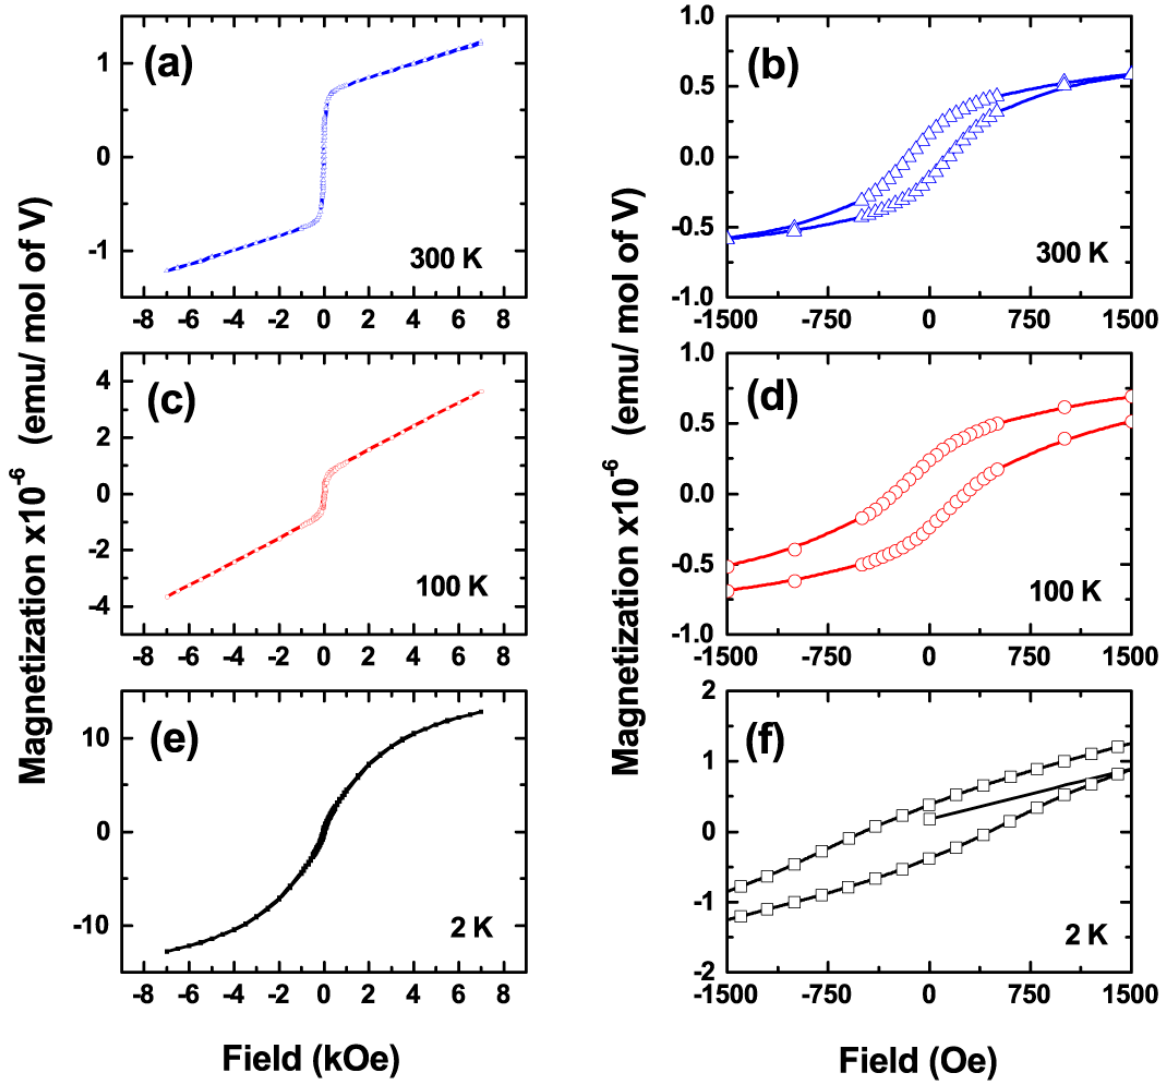 Magnetization x10⁻⁶ (emu/ mol of V)
(a)
1
0
-1
300 K
-8 -6 -4 -2 0 2 4 6 8
(c)
4
2
0
-2
-4
100 K
-8 -6 -4 -2 0 2 4 6 8
(e)
10
0
-10
2 K
-8 -6 -4 -2 0 2 4 6 8
Field (kOe)
Magnetization x10⁻⁶ (emu/ mol of V)
(b)
1.0
0.5
0.0
-0.5
-1.0
300 K
-1500 -750 0 750 1500
(d)
1.0
0.5
0.0
-0.5
-1.0
100 K
-1500 -750 0 750 1500
(f)
2
1
0
-1
-2
2 K
-1500 -750 0 750 1500
Field (Oe)